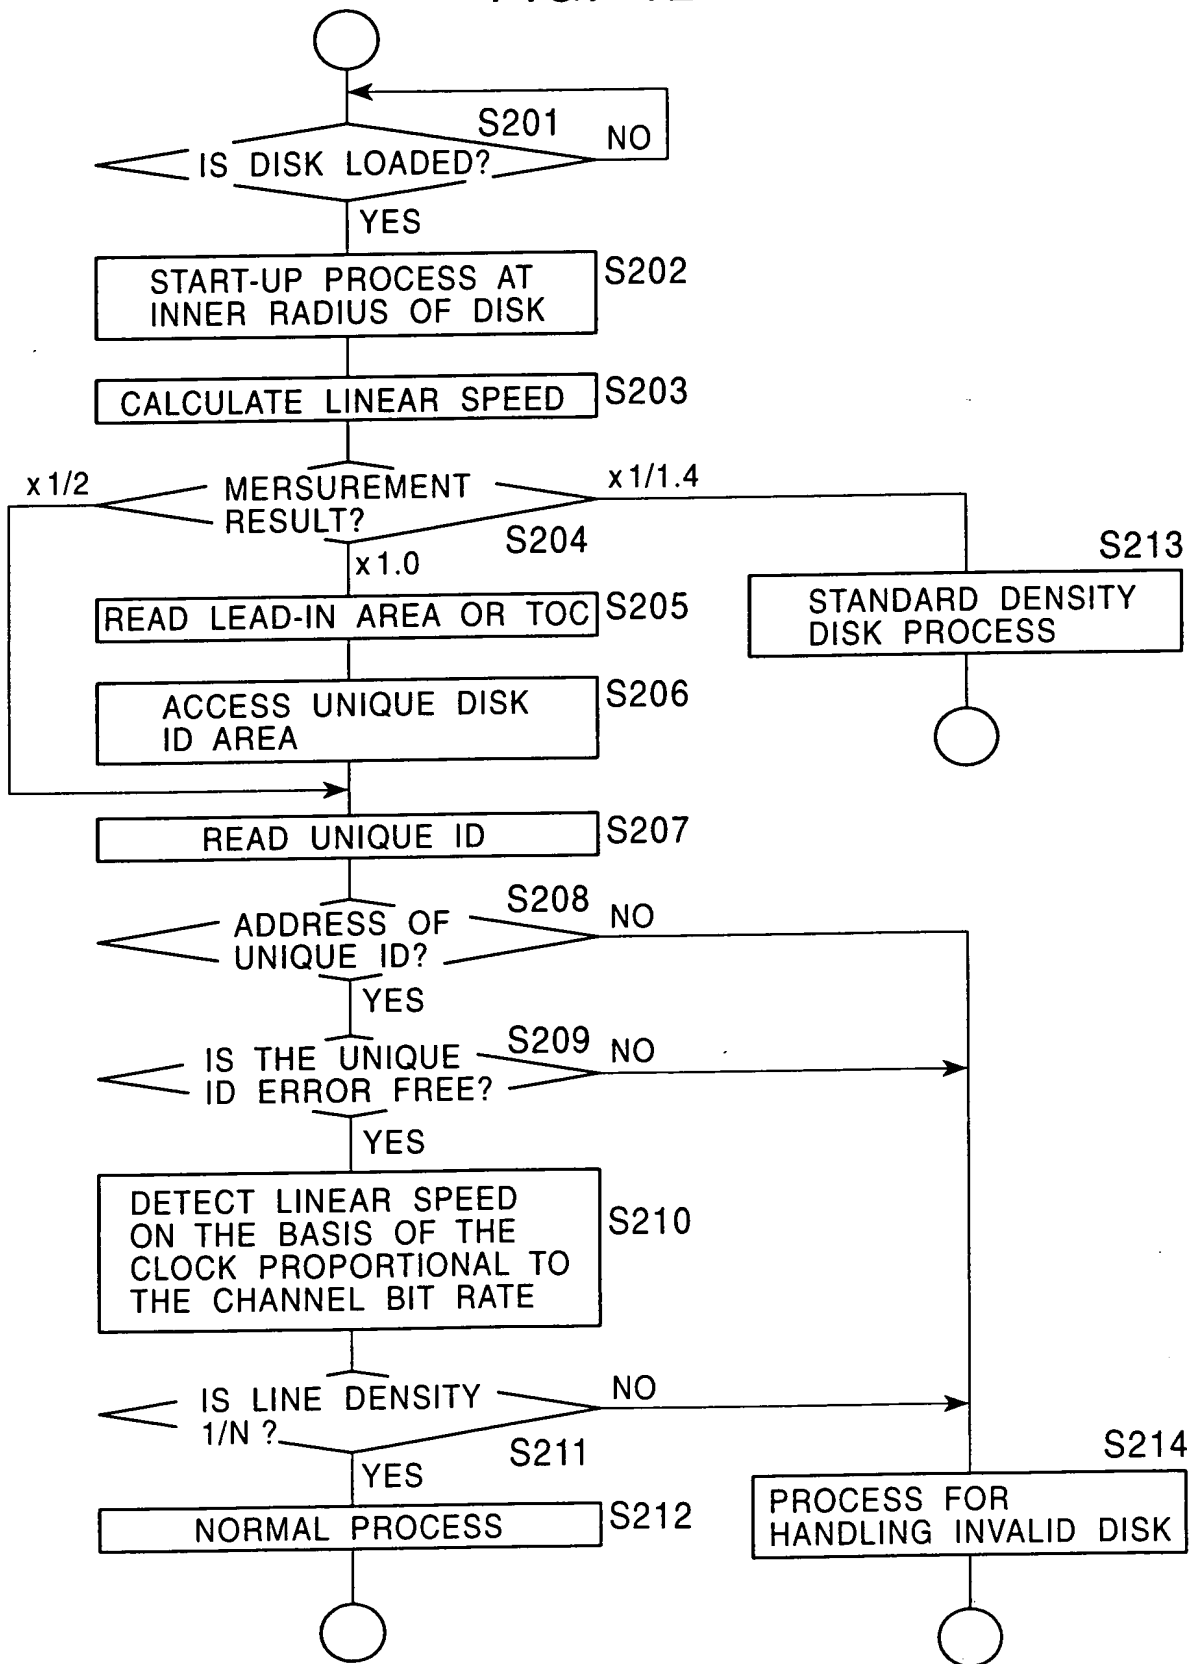 S201
NO
IS DISK LOADED?
YES
START-UP PROCESS AT
INNER RADIUS OF DISK
S202
CALCULATE LINEAR SPEED
S203
x1/2
MERSUREMENT
RESULT?
x1/1.4
S204
x1.0
S213
STANDARD DENSITY
DISK PROCESS
READ LEAD-IN AREA OR TOC
S205
ACCESS UNIQUE DISK
ID AREA
S206
READ UNIQUE ID
S207
S208
NO
ADDRESS OF
UNIQUE ID?
YES
S209
NO
IS THE UNIQUE
ID ERROR FREE?
YES
DETECT LINEAR SPEED
ON THE BASIS OF THE
CLOCK PROPORTIONAL TO
THE CHANNEL BIT RATE
S210
IS LINE DENSITY
1/N ?
NO
S211
YES
S214
NORMAL PROCESS
S212
PROCESS FOR
HANDLING INVALID DISK